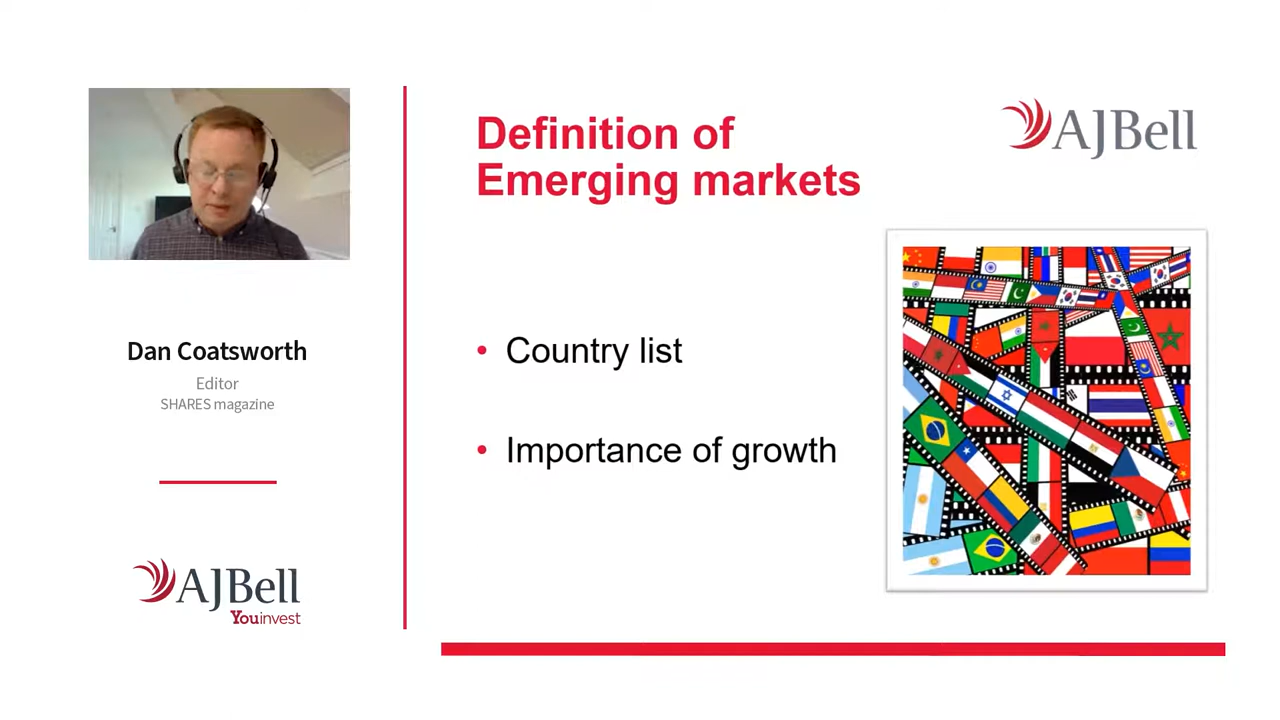 Dan Coatsworth
Editor
SHARES magazine
AJBell
Youinvest
Definition of
Emerging markets
AJBell
• Country list
• Importance of growth